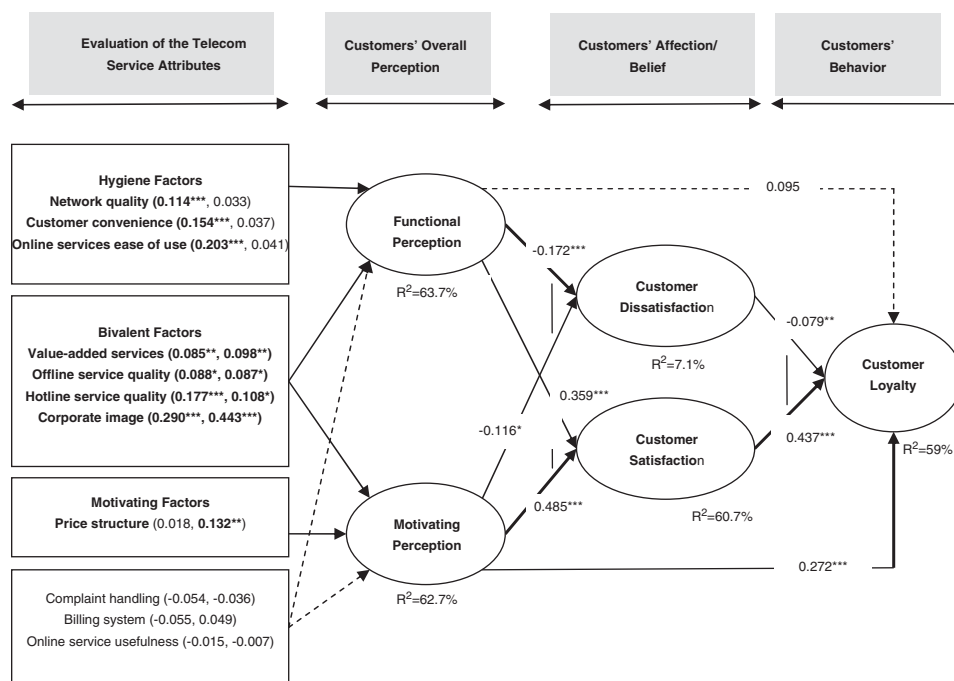 Evaluation of the Telecom
Service Attributes
Customers' Overall
Perception
Customers' Affection/
Belief
Customers'
Behavior
Hygiene Factors
Network quality (0.114***, 0.033)
Customer convenience (0.154***, 0.037)
Online services ease of use (0.203***, 0.041)
Bivalent Factors
Value-added services (0.085**, 0.098**)
Offline service quality (0.088*, 0.087*)
Hotline service quality (0.177***, 0.108*)
Corporate image (0.290***, 0.443***)
Motivating Factors
Price structure (0.018, 0.132**)
Complaint handling (-0.054, -0.036)
Billing system (-0.055, 0.049)
Online service usefulness (-0.015, -0.007)
Functional
Perception
R²=63.7%
Motivating
Perception
R²=62.7%
0.095
-0.172***
0.359***
-0.116*
0.485***
Customer
Dissatisfaction
R²=7.1%
Customer
Satisfaction
R²=60.7%
-0.079**
0.437***
0.272***
Customer
Loyalty
R²=59%